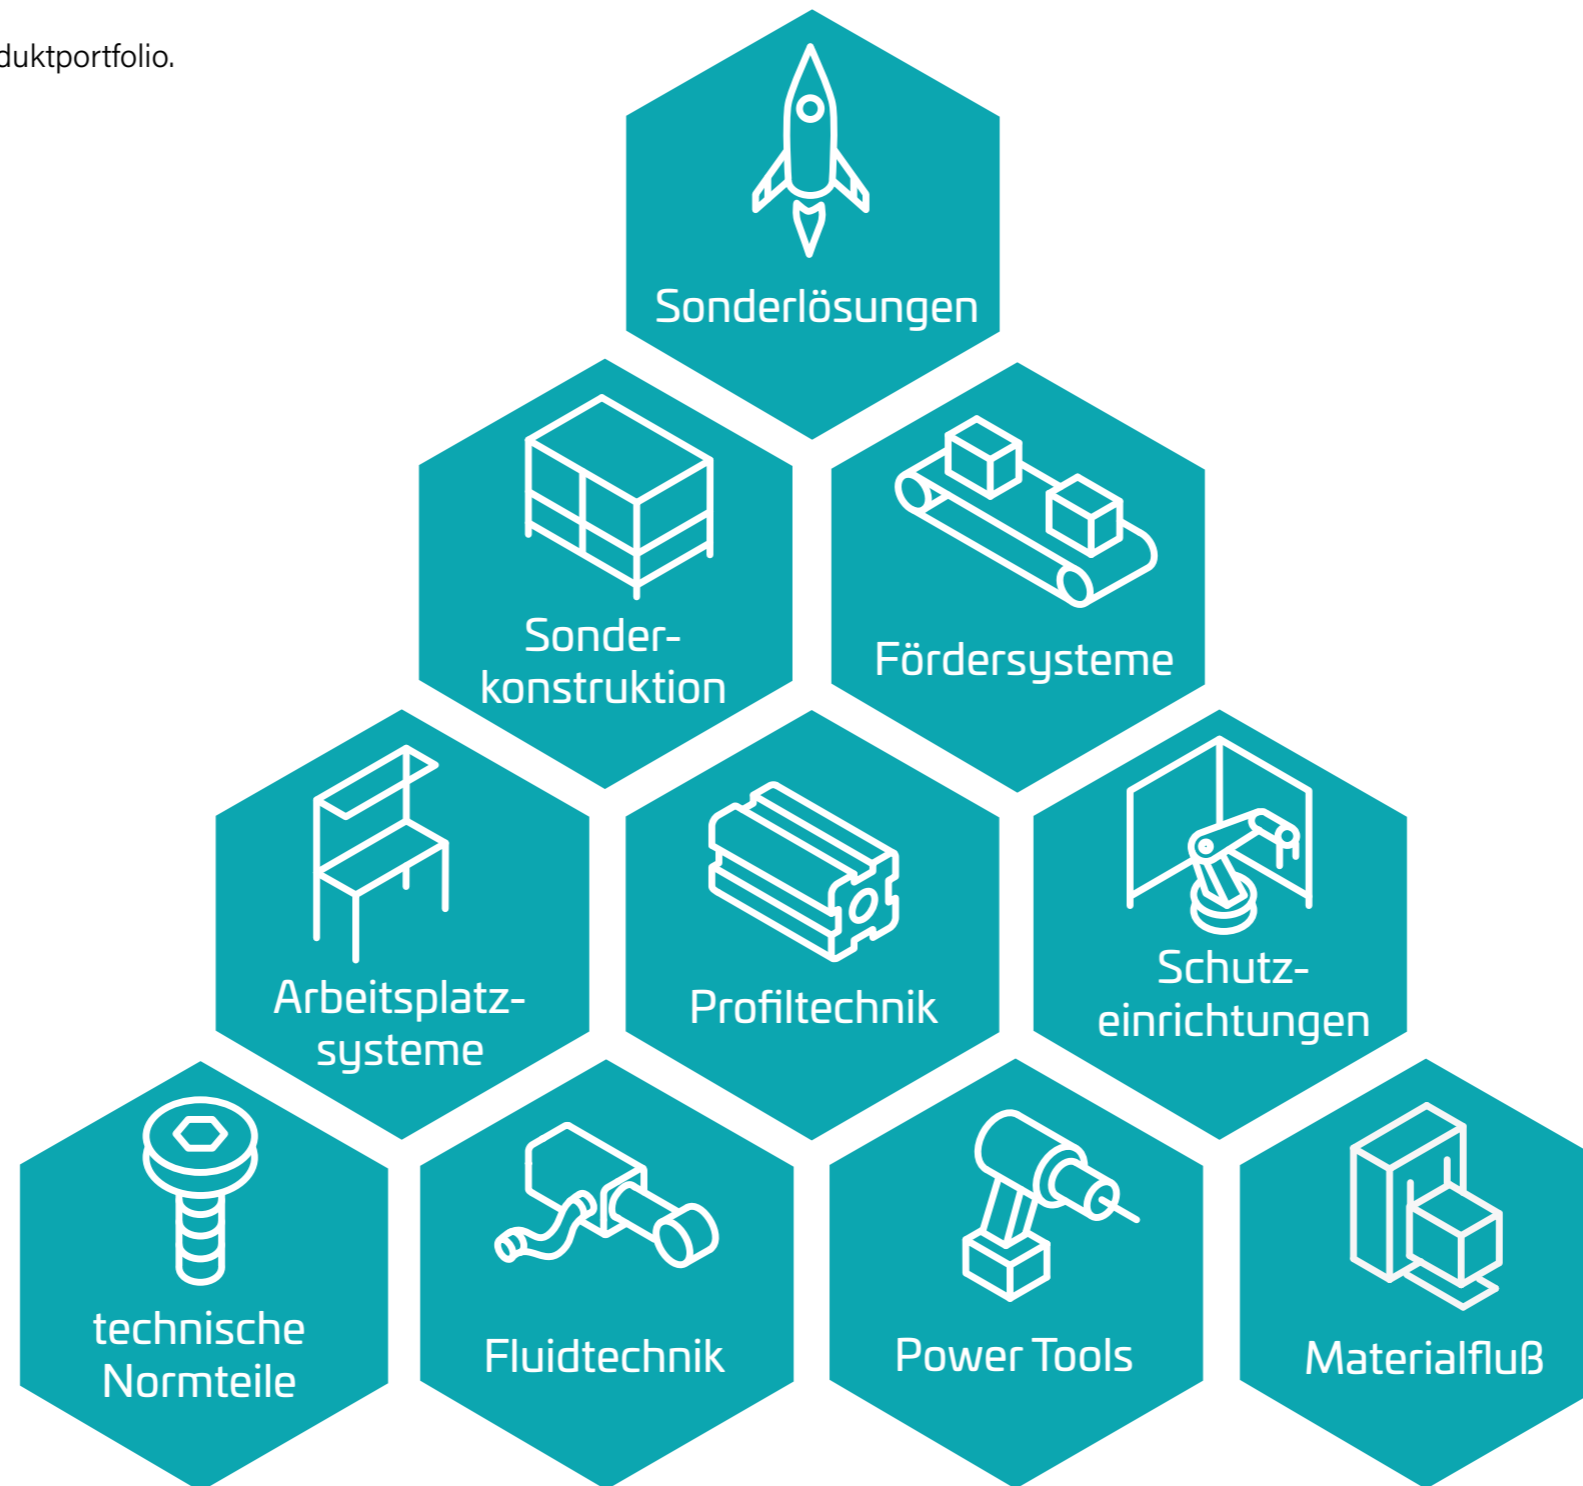 duktportfolio.
Sonderlösungen
Sonder-
konstruktion
Fördersysteme
Arbeitsplatz-
systeme
Profiltechnik
Schutz-
einrichtungen
technische
Normteile
Fluidtechnik
Power Tools
Materialfluß